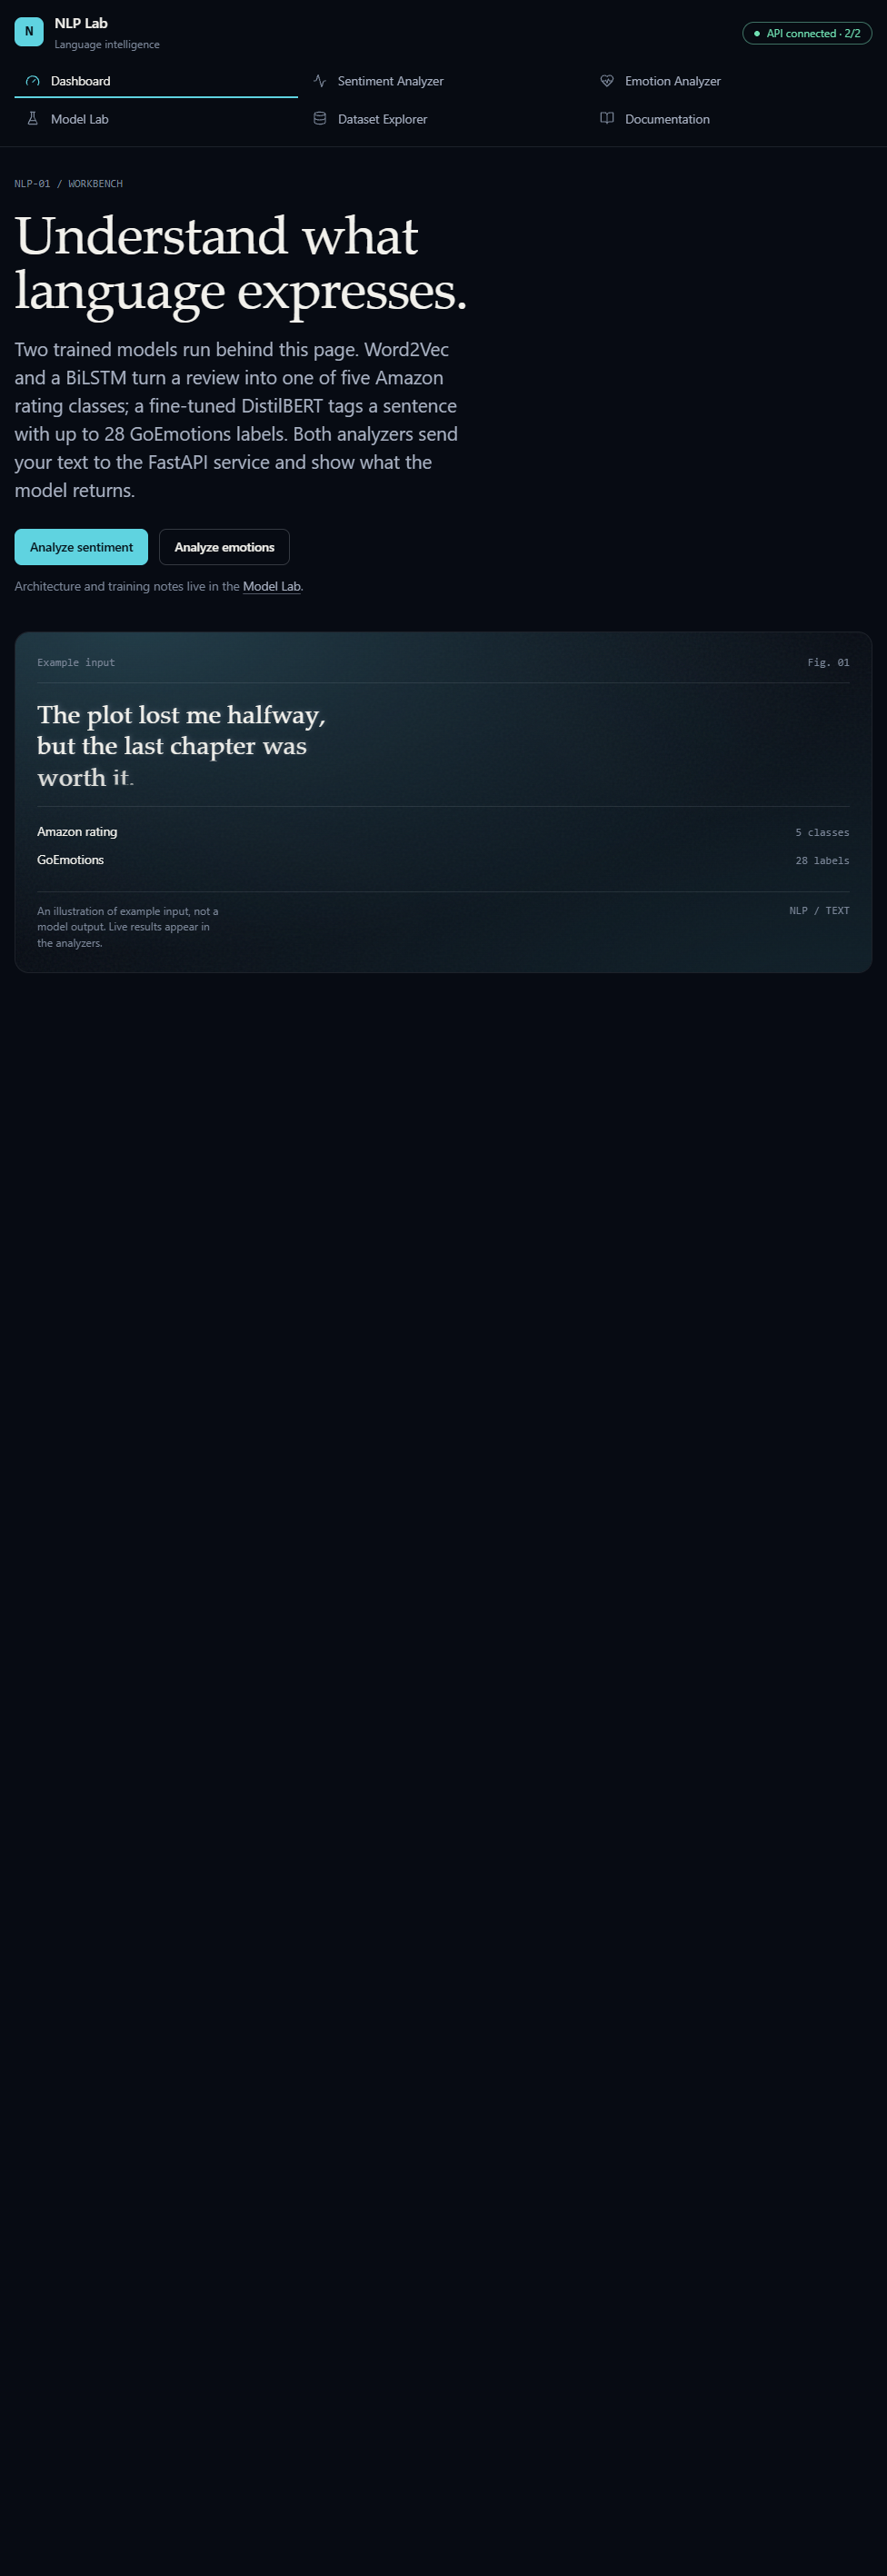 N
NLP Lab
Language intelligence
API connected · 2/2
Dashboard
Sentiment Analyzer
Emotion Analyzer
Model Lab
Dataset Explorer
Documentation
NLP-01 / WORKBENCH
Understand what
language expresses.
Two trained models run behind this page. Word2Vec
and a BiLSTM turn a review into one of five Amazon
rating classes; a fine-tuned DistilBERT tags a sentence
with up to 28 GoEmotions labels. Both analyzers send
your text to the FastAPI service and show what the
model returns.
Analyze sentiment
Analyze emotions
Architecture and training notes live in the Model Lab.
Example input
Fig. 01
The plot lost me halfway,
but the last chapter was
worth it.
Amazon rating
5 classes
GoEmotions
28 labels
An illustration of example input, not a
model output. Live results appear in
the analyzers.
NLP / TEXT